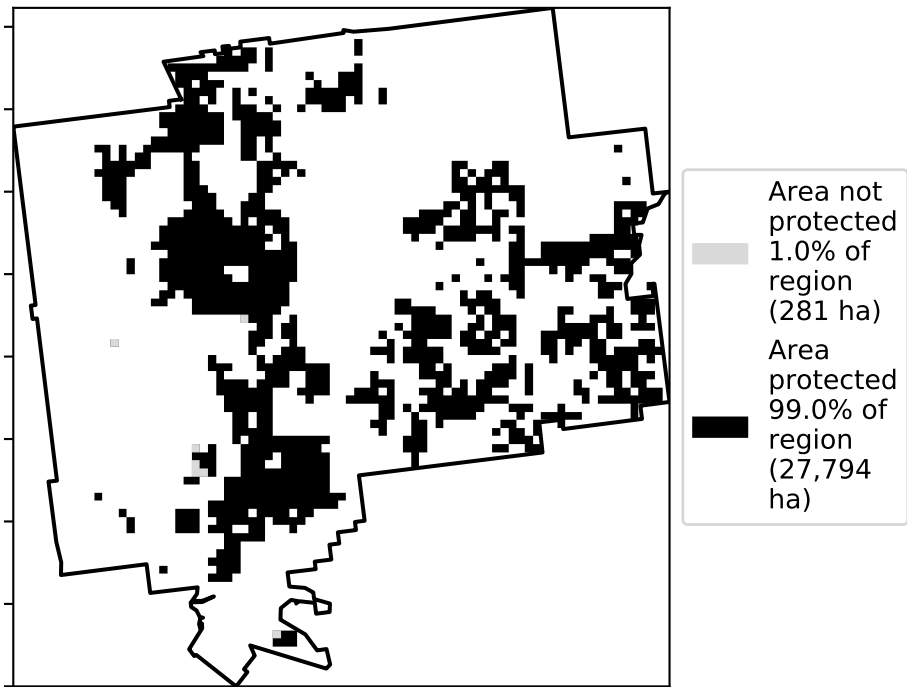 Area not
protected
1.0% of
region
(281 ha)
Area
protected
99.0% of
region
(27,794
ha)